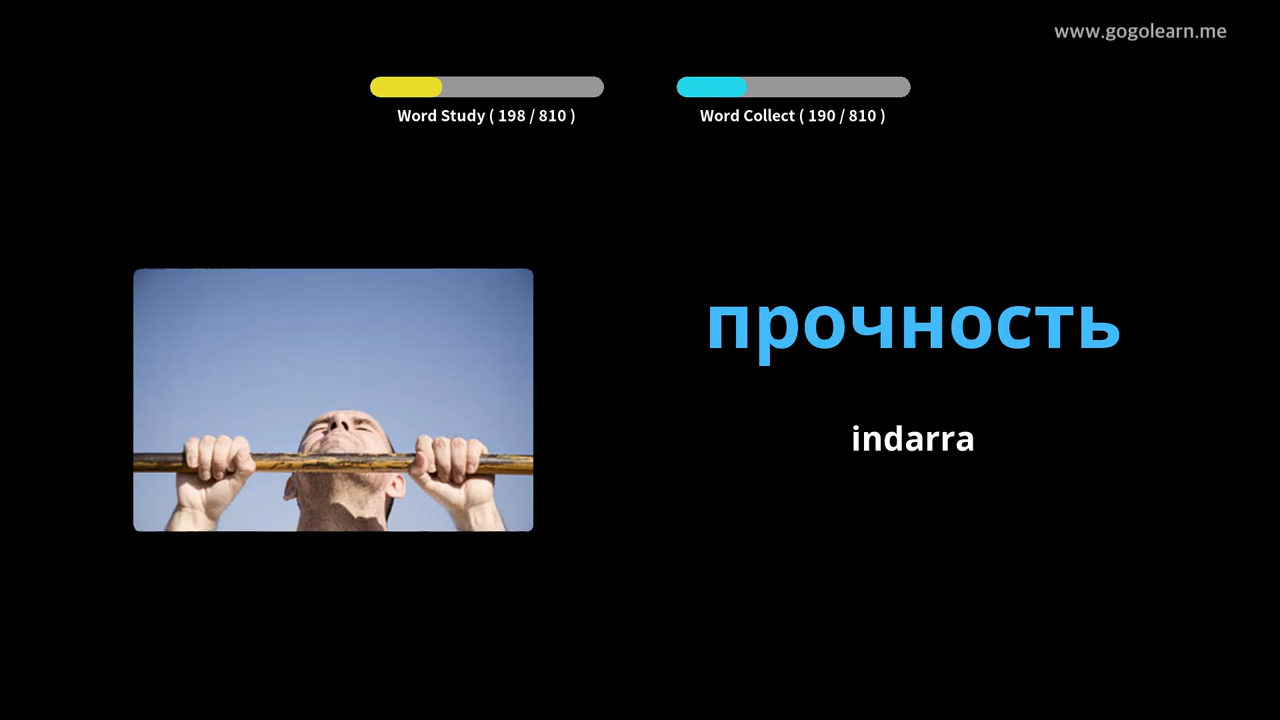 www.gogolearn.me
Word Study ( 198 / 810 )
Word Collect ( 190 / 810 )
прочность
indarra